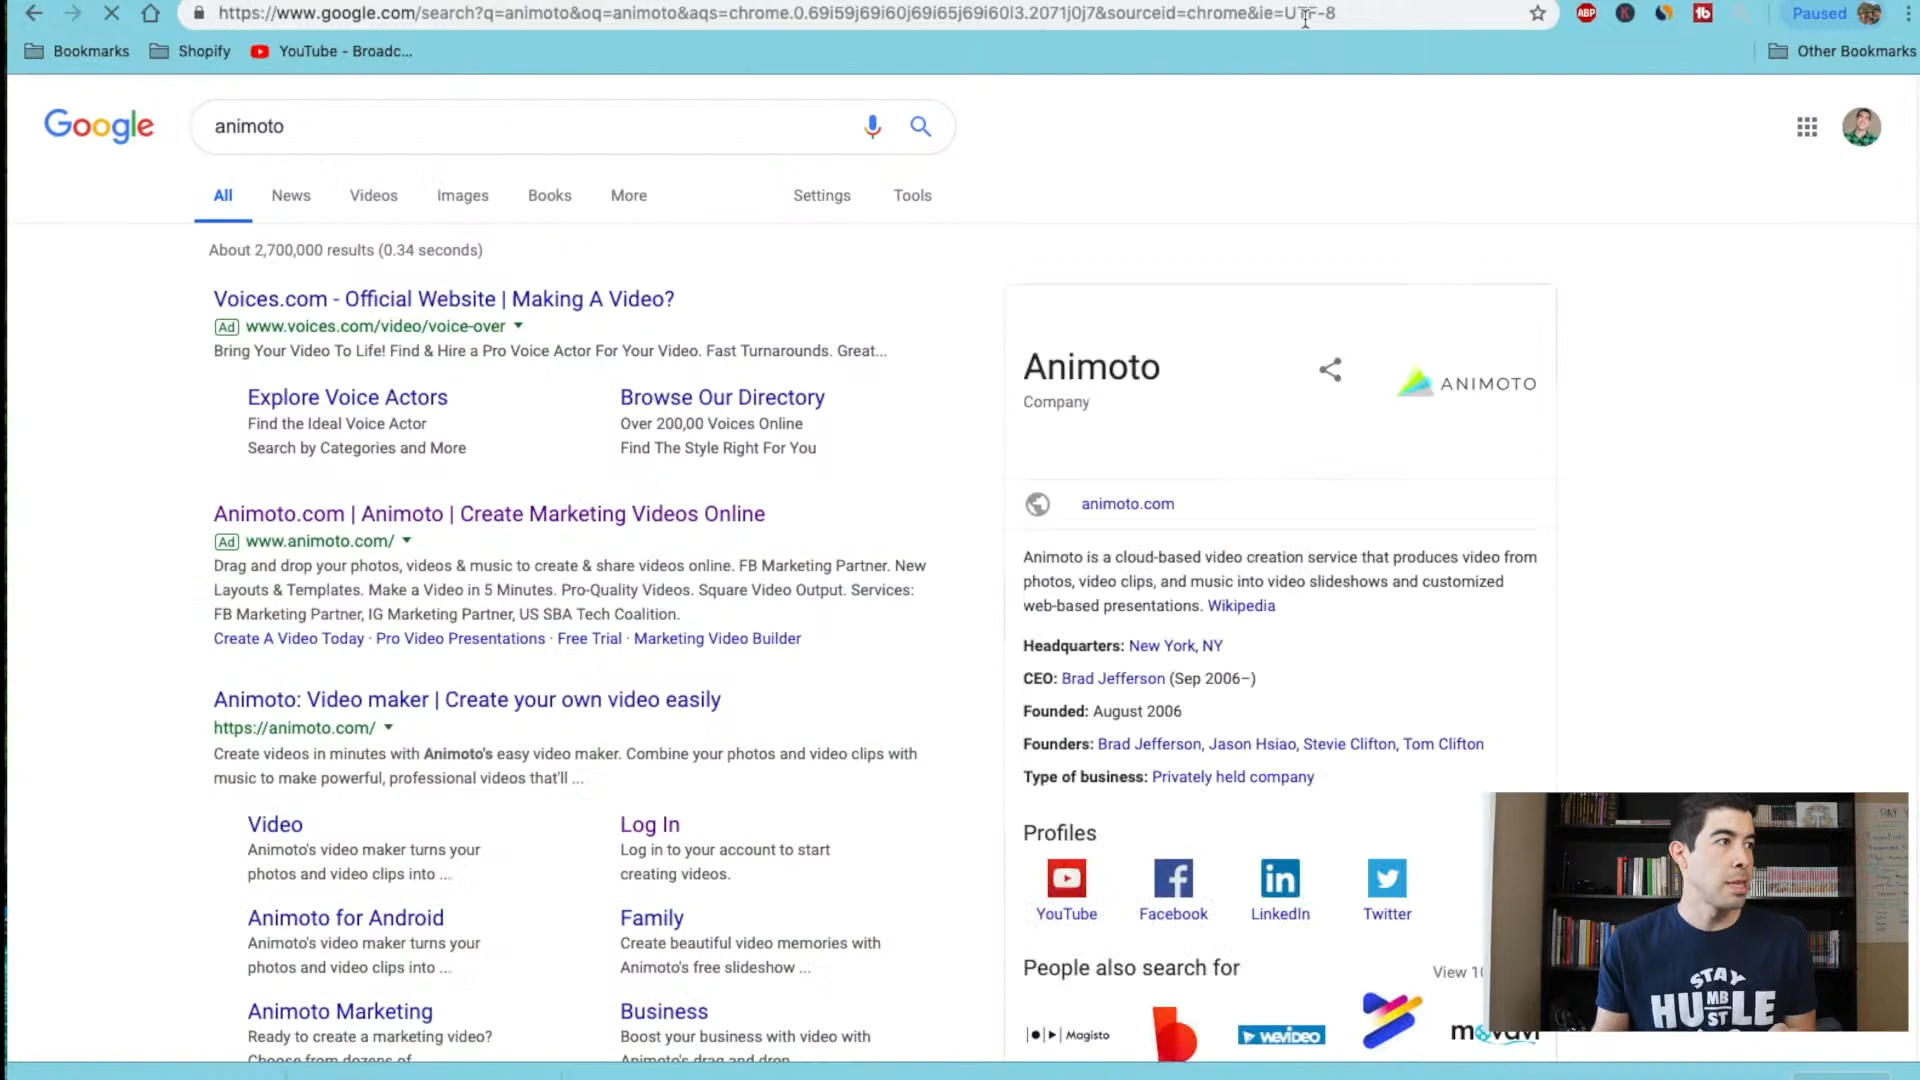 https://www.google.com/search?q=animoto&oq=animoto&aqs=chrome.0.69i59j69i60j69i65j69i60l3.2071j0j7&sourceid=chrome&ie=UTF-8
ABP
K
tb
Paused
Bookmarks
Shopify
YouTube - Broadc...
Other Bookmarks
Google
animoto
All
News
Videos
Images
Books
More
Settings
Tools
About 2,700,000 results (0.34 seconds)
Voices.com - Official Website | Making A Video?
Ad www.voices.com/video/voice-over
Bring Your Video To Life! Find & Hire a Pro Voice Actor For Your Video. Fast Turnarounds. Great...
Explore Voice Actors
Find the Ideal Voice Actor
Search by Categories and More
Browse Our Directory
Over 200,00 Voices Online
Find The Style Right For You
Animoto.com | Animoto | Create Marketing Videos Online
Ad www.animoto.com/
Drag and drop your photos, videos & music to create & share videos online. FB Marketing Partner. New
Layouts & Templates. Make a Video in 5 Minutes. Pro-Quality Videos. Square Video Output. Services:
FB Marketing Partner, IG Marketing Partner, US SBA Tech Coalition.
Create A Video Today · Pro Video Presentations · Free Trial · Marketing Video Builder
Animoto: Video maker | Create your own video easily
https://animoto.com/
Create videos in minutes with Animoto's easy video maker. Combine your photos and video clips with
music to make powerful, professional videos that'll ...
Video
Animoto's video maker turns your
photos and video clips into ...
Log In
Log in to your account to start
creating videos.
Animoto for Android
Animoto's video maker turns your
photos and video clips into ...
Family
Create beautiful video memories with
Animoto's free slideshow ...
Animoto Marketing
Ready to create a marketing video?
Choose from dozens of
Business
Boost your business with video with
Animoto's drag and drop
Animoto
Company
ANIMOTO
animoto.com
Animoto is a cloud-based video creation service that produces video from
photos, video clips, and music into video slideshows and customized
web-based presentations. Wikipedia
Headquarters: New York, NY
CEO: Brad Jefferson (Sep 2006–)
Founded: August 2006
Founders: Brad Jefferson, Jason Hsiao, Stevie Clifton, Tom Clifton
Type of business: Privately held company
Profiles
YouTube
Facebook
LinkedIn
Twitter
People also search for
View 10
Magisto
WEVIDEO
movavi
STAY
HUMBLE
ST